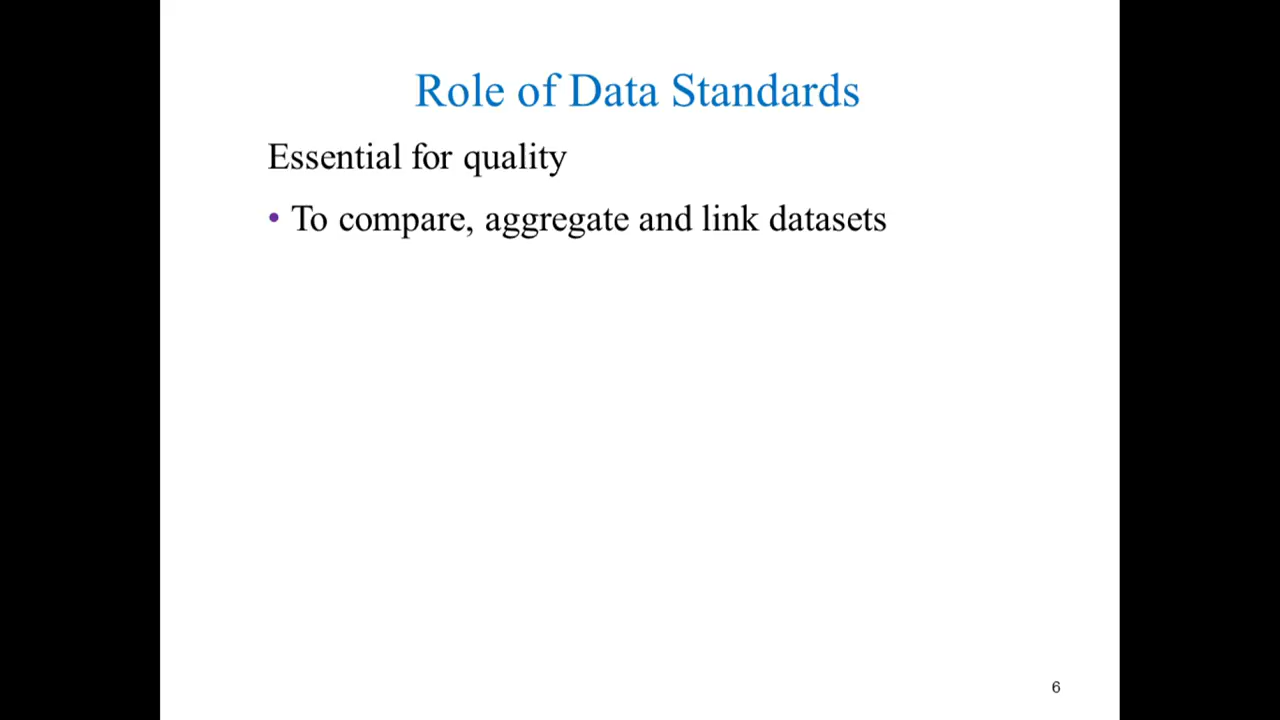 Role of Data Standards
Essential for quality
• To compare, aggregate and link datasets
6